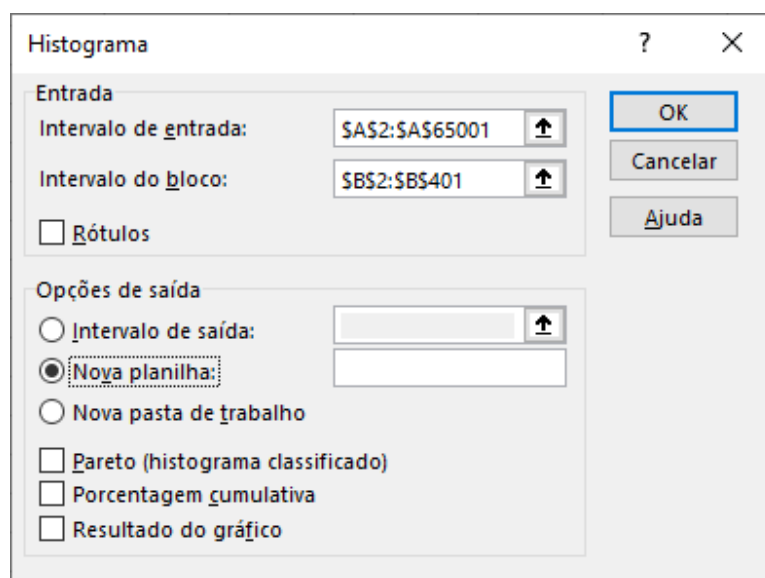 Histograma ?
Entrada
Intervalo de entrada: $A$2:$A$65001
Intervalo do bloco: $B$2:$B$401
Rótulos
OK
Cancelar
Ajuda
Opções de saída
Intervalo de saída:
Nova planilha:
Nova pasta de trabalho
Pareto (histograma classificado)
Porcentagem cumulativa
Resultado do gráfico